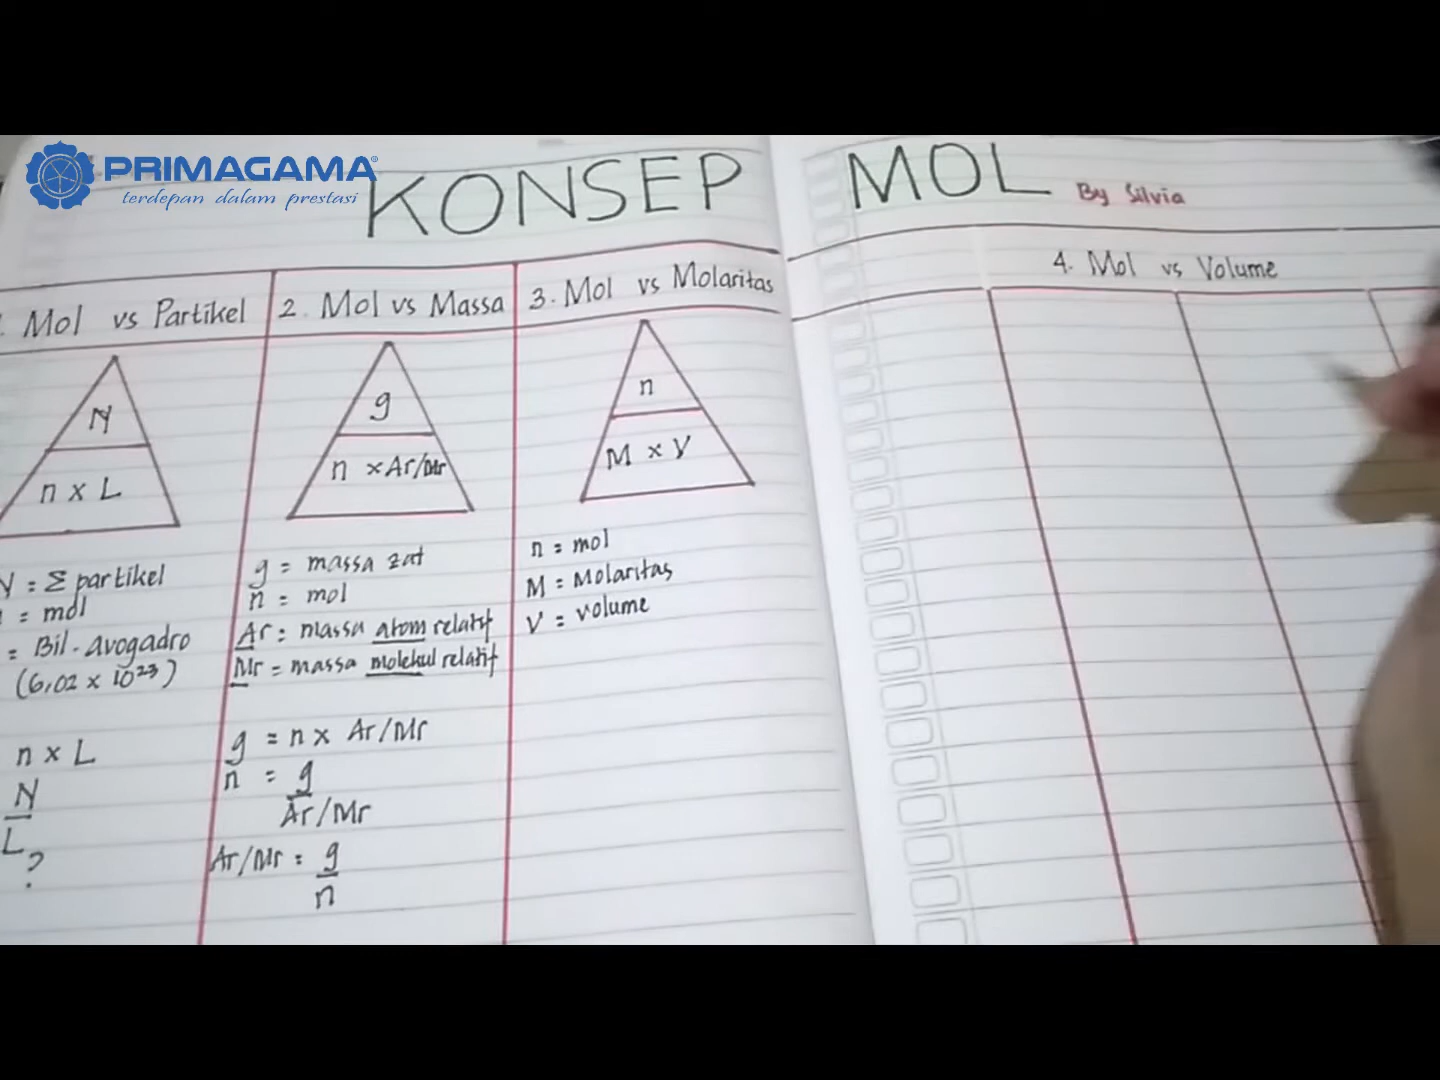 PRIMAGAMA®
terdepan dalam prestasi
KONSEP MOL By Silvia
. Mol vs Partikel
N
n x L
N = Σ partikel
= mol
= Bil. Avogadro
(6,02 x 10²³)
n x L
N
L
?
2. Mol vs Massa
g
n x Ar/Mr
g = massa zat
n = mol
Ar = massa atom relatif
Mr = massa molekul relatif
g = n x Ar/Mr
n = g
Ar/Mr
Ar/Mr = g
n
3. Mol vs Molaritas
n
M x V
n = mol
M = Molaritas
V = volume
4. Mol vs Volume